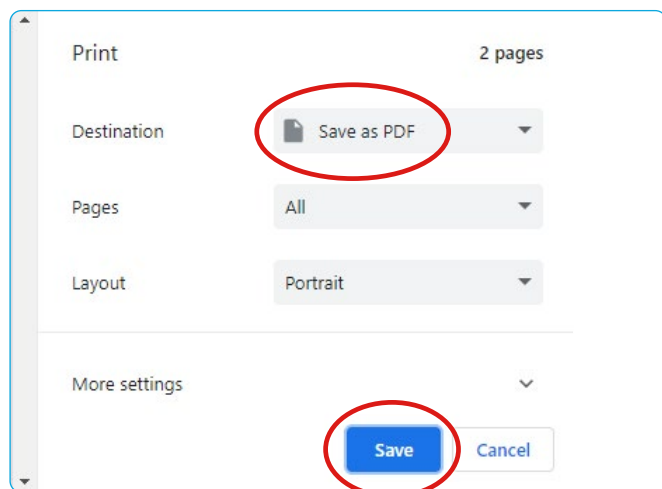 Print 2 pages
Destination Save as PDF
Pages All
Layout Portrait
More settings
Save Cancel